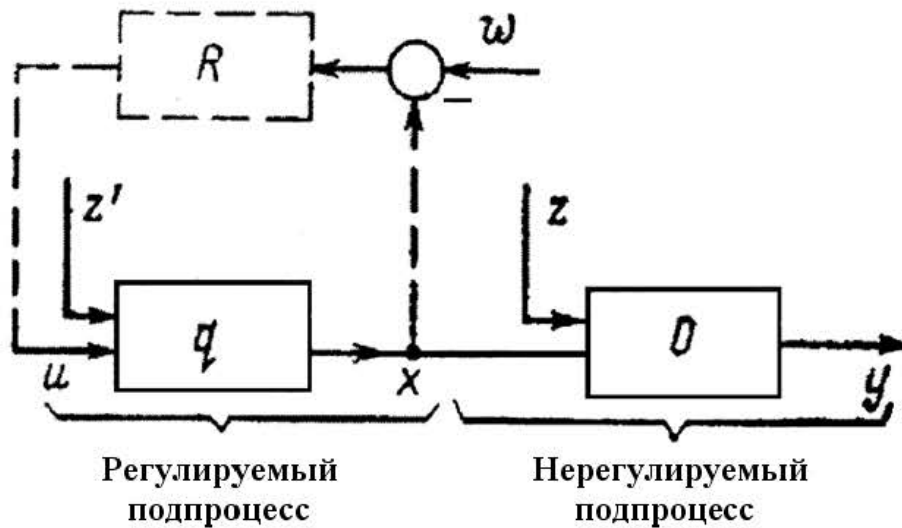 R
w
−
z'
z
q
D
u
x
y
Регулируемый
подпроцесс
Нерегулируемый
подпроцесс